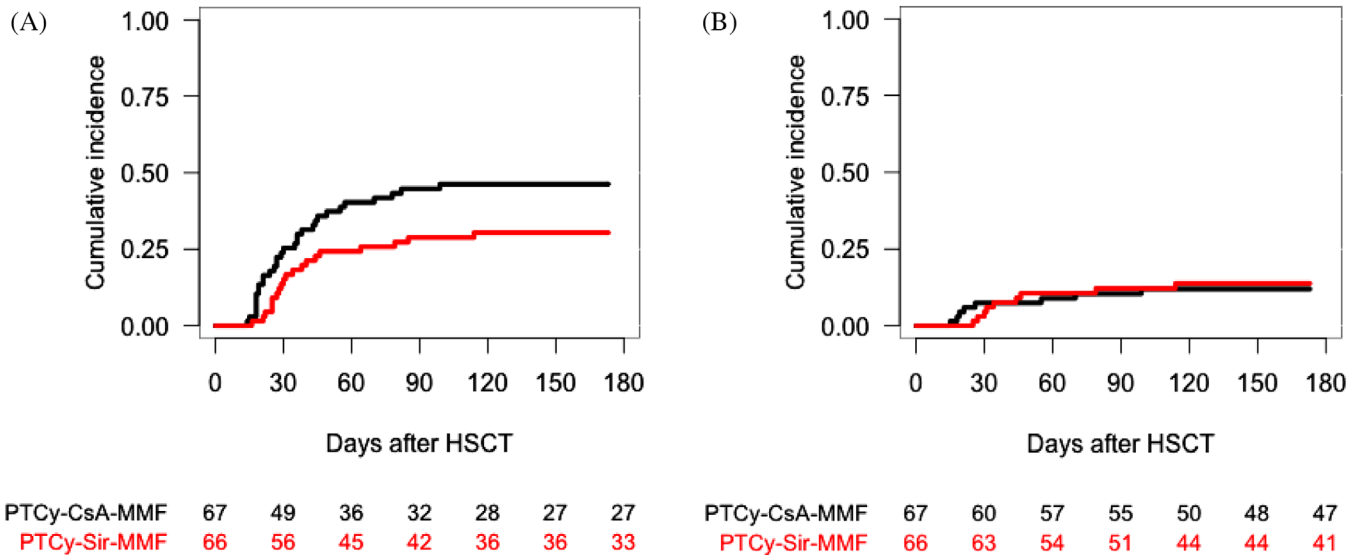 (A)
1.00
0.75
0.50
0.25
0.00
Cumulative incidence
0 30 60 90 120 150 180
Days after HSCT
PTCy-CsA-MMF 67 49 36 32 28 27 27
PTCy-Sir-MMF 66 56 45 42 36 36 33
(B)
1.00
0.75
0.50
0.25
0.00
Cumulative incidence
0 30 60 90 120 150 180
Days after HSCT
PTCy-CsA-MMF 67 60 57 55 50 48 47
PTCy-Sir-MMF 66 63 54 51 44 44 41